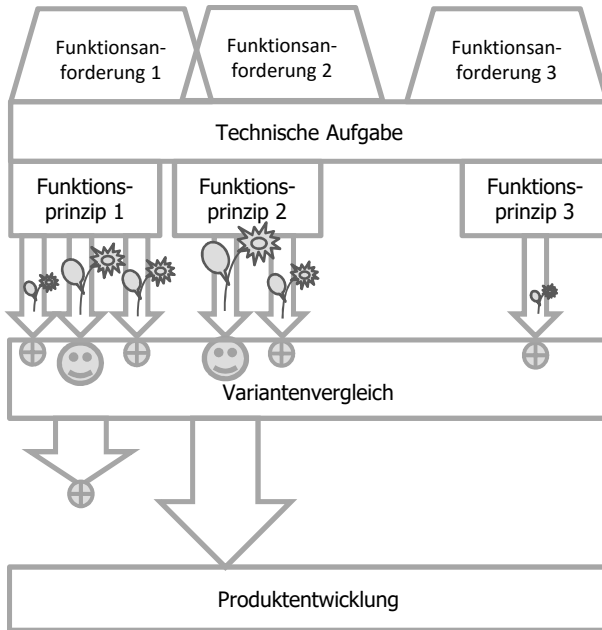 Funktionsan-
forderung 1
Funktionsan-
forderung 2
Funktionsan-
forderung 3
Technische Aufgabe
Funktions-
prinzip 1
Funktions-
prinzip 2
Funktions-
prinzip 3
Variantenvergleich
Produktentwicklung